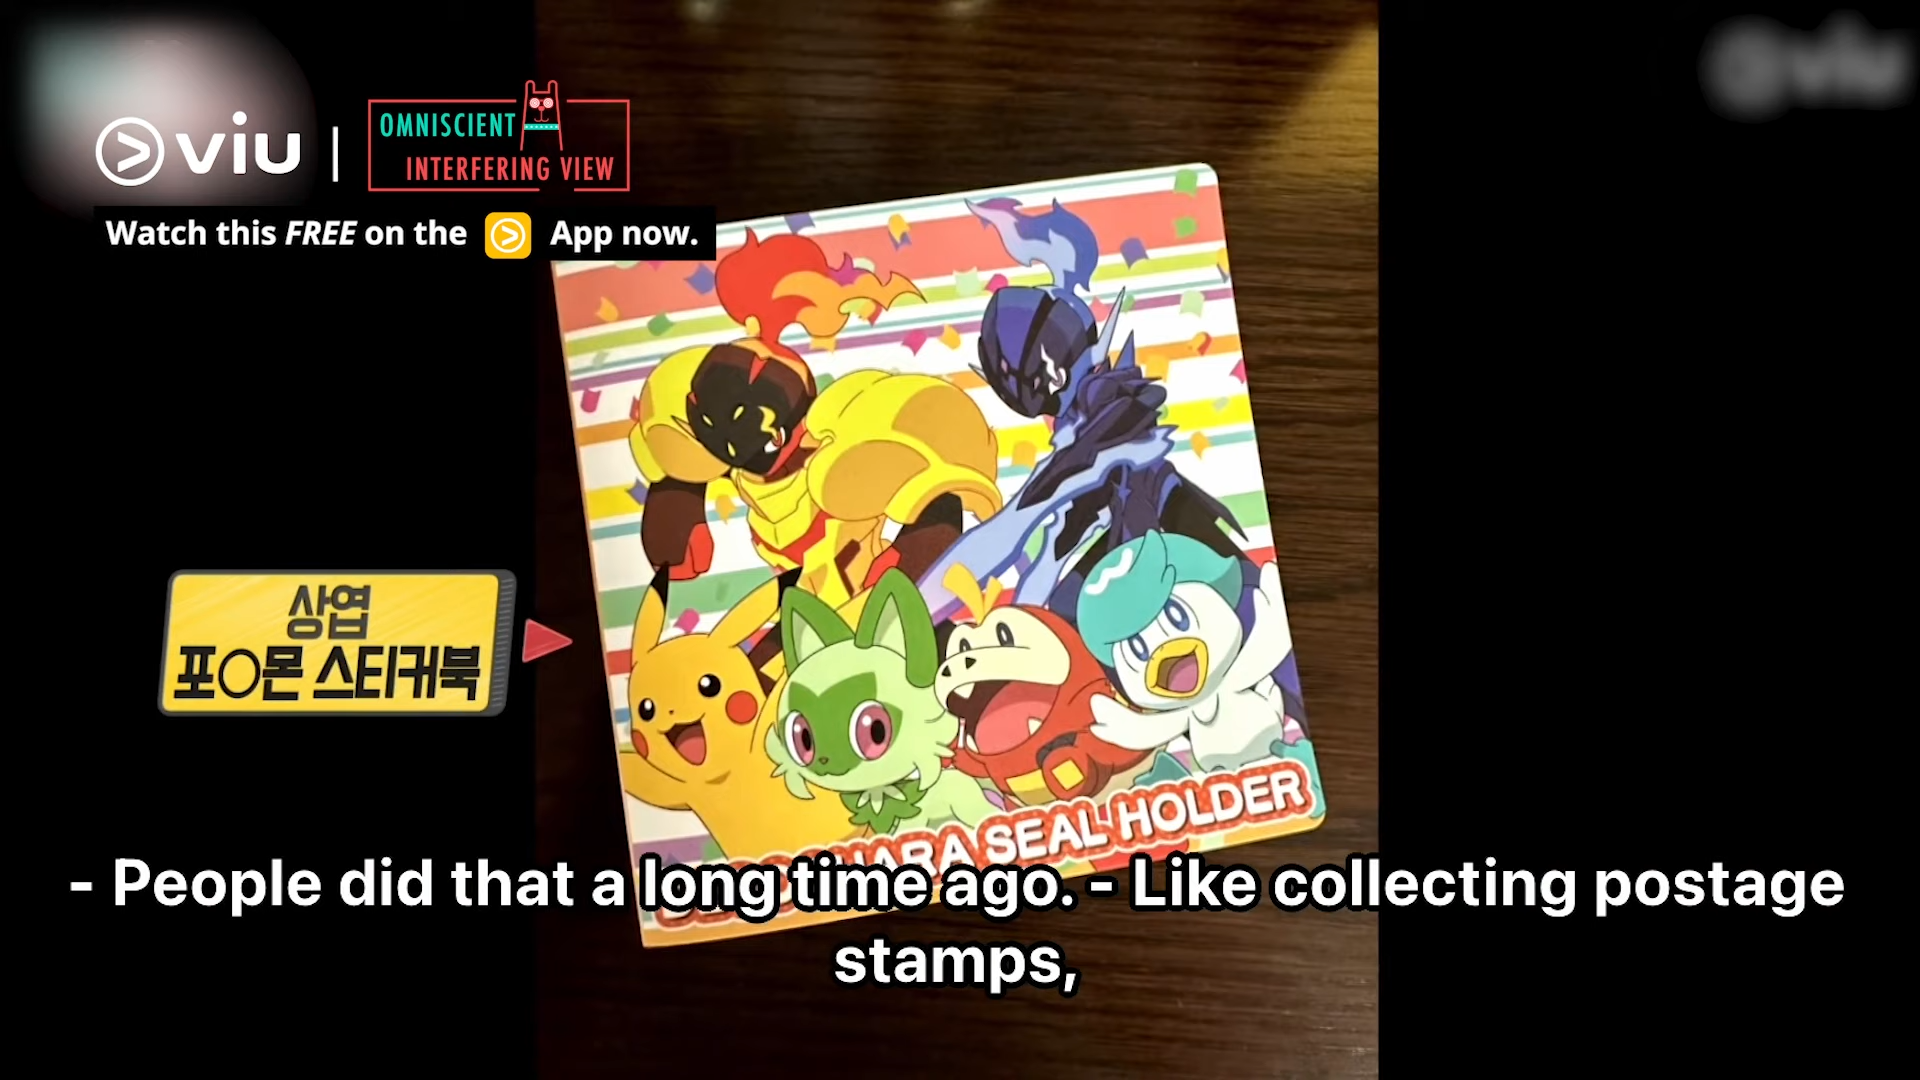 viu
OMNISCIENT
INTERFERING VIEW
Watch this FREE on the App now.
viu
상엽
포○몬 스티커북
SEAL HOLDER
- People did that a long time ago. - Like collecting postage
stamps,